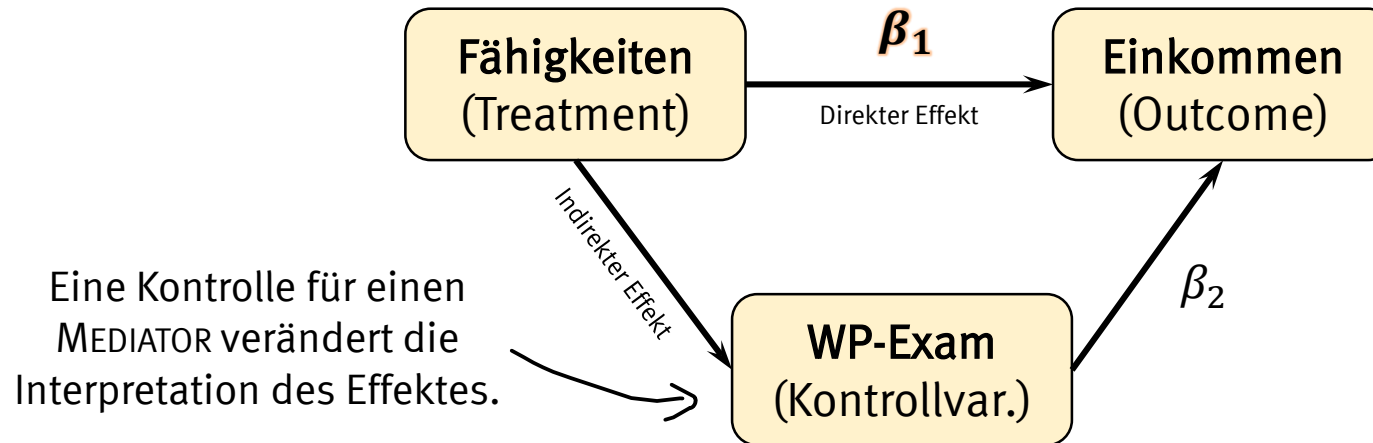 Fähigkeiten
(Treatment)
β₁
Direkter Effekt
Einkommen
(Outcome)
Indirekter Effekt
Eine Kontrolle für einen
MEDIATOR verändert die
Interpretation des Effektes.
β₂
WP-Exam
(Kontrollvar.)